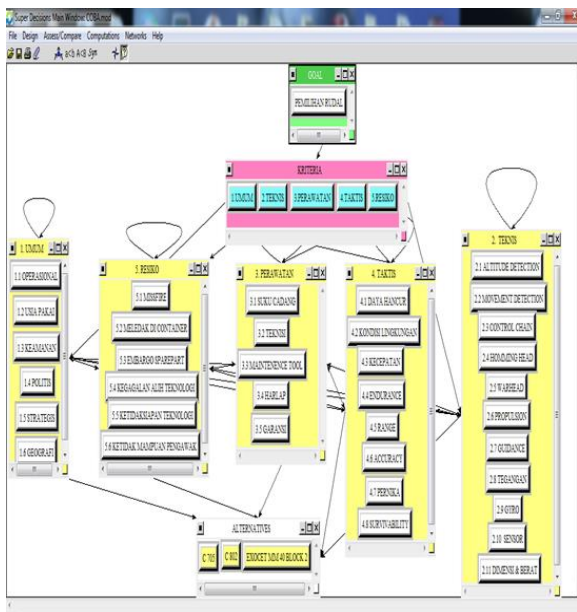 Super Decisions Main Window: COBA.mod
File Design Assess/Compare Computations Networks Help
GOAL
PEMILIHAN RUDAL
KRITERIA
1.UMUM 2.TEKNIS 3.PERAWATAN 4.TAKTIS 5.RESIKO
1. UMUM
1.1 OPERASIONAL
1.2 USIA PAKAI
1.3 KEAMANAN
1.4 POLITIS
1.5 STRATEGIS
1.6 GEOGRAFI
5. RESIKO
5.1 MISSFIRE
5.2 MELEDAK DI CONTAINER
5.3 EMBARGO SPAREPART
5.4 KEGAGALAN ALIH TEKNOLOGI
5.5 KETIDAKSIAPAN TEKNOLOGI
5.6 KETIDAK MAMPUAN PENGAWAK
3. PERAWATAN
3.1 SUKU CADANG
3.2 TEKNISI
3.3 MAINTENENCE TOOL
3.4 HARLAP
3.5 GARANSI
4. TAKTIS
4.1 DAYA HANCUR
4.2 KONDISI LINGKUNGAN
4.3 KECEPATAN
4.4 ENDURANCE
4.5 RANGE
4.6 ACCURACY
4.7 PERNIKA
4.8 SURVIVABILITY
2. TEKNIS
2.1 ALTITUDE DETECTION
2.2 MOVEMENT DETECTION
2.3 CONTROL CHAIN
2.4 HOMMING HEAD
2.5 WARHEAD
2.6 PROPULSION
2.7 GUIDANCE
2.8 TEGANGAN
2.9 GYRO
2.10 SENSOR
2.11 DIMENSI & BERAT
ALTERNATIVES
C 705 C 802 EXOCET MM 40 BLOCK 2